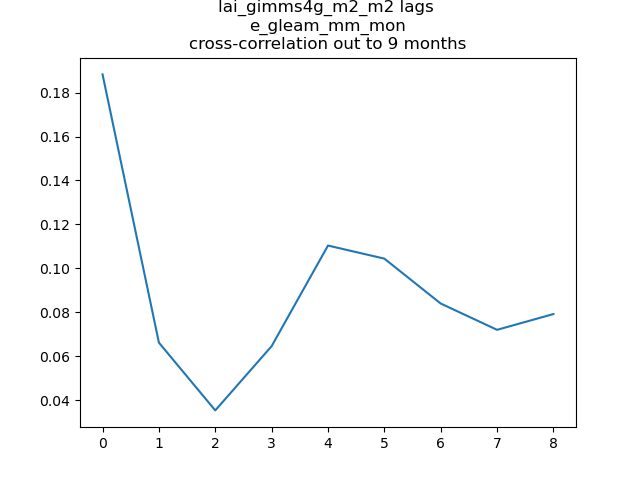 lai_gimms4g_m2_m2 lags
e_gleam_mm_mon
cross-correlation out to 9 months
0.18
0.16
0.14
0.12
0.10
0.08
0.06
0.04
0 1 2 3 4 5 6 7 8